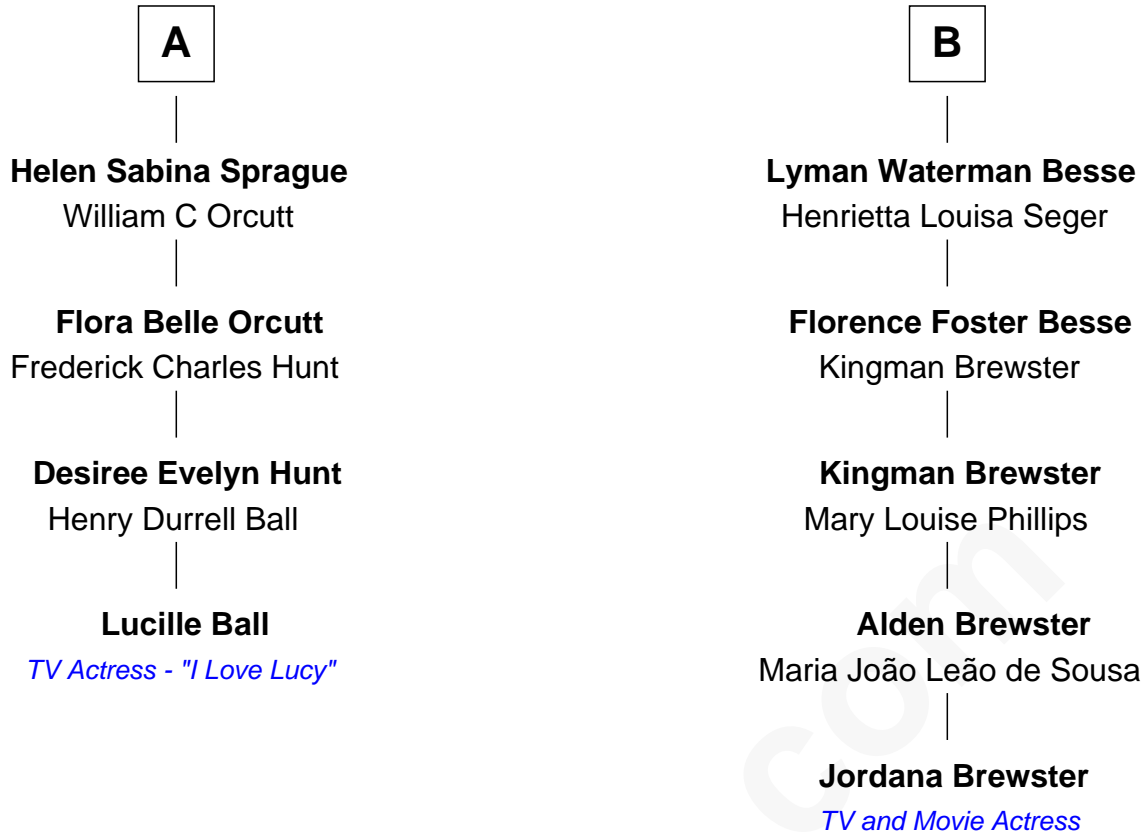 A
Helen Sabina Sprague
William C Orcutt
Flora Belle Orcutt
Frederick Charles Hunt
Desiree Evelyn Hunt
Henry Durrell Ball
Lucille Ball
TV Actress - "I Love Lucy"
B
Lyman Waterman Besse
Henrietta Louisa Seger
Florence Foster Besse
Kingman Brewster
Kingman Brewster
Mary Louise Phillips
Alden Brewster
Maria João Leão de Sousa
Jordana Brewster
TV and Movie Actress
com